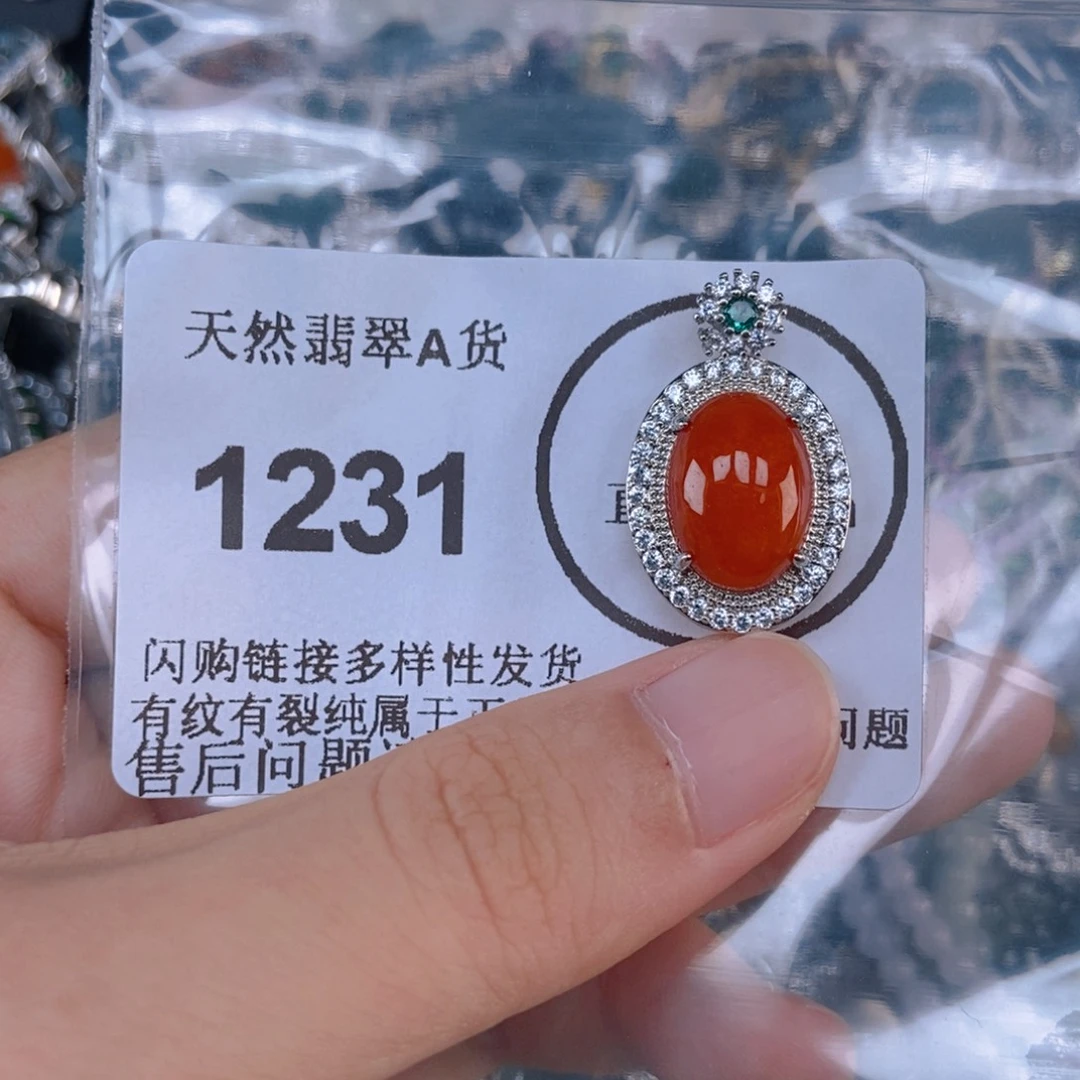 天然翡翠A货
1231
闪购链接多样性发货
有纹有裂纯属于正 问题
售后问题